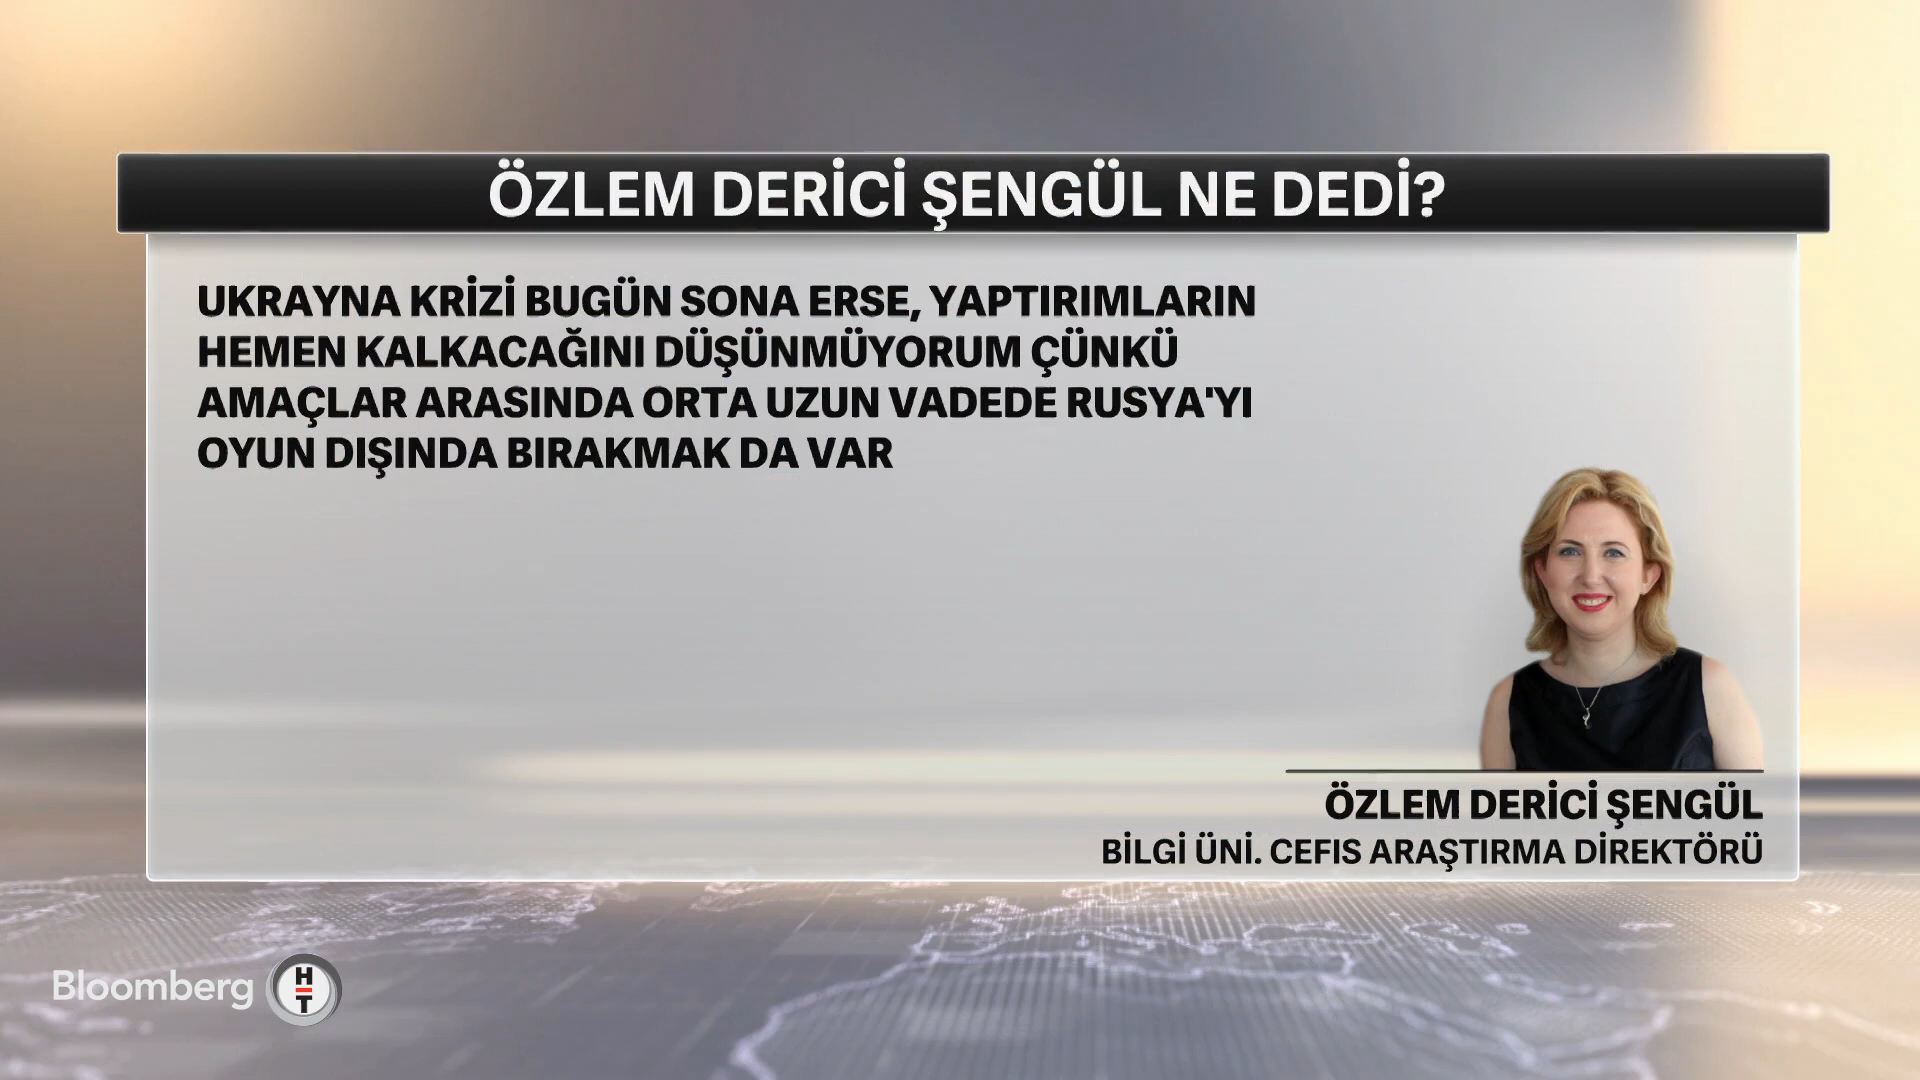 ÖZLEM DERİCİ ŞENGÜL NE DEDİ?
UKRAYNA KRİZİ BUGÜN SONA ERSE, YAPTIRIMLARIN
HEMEN KALKACAĞINI DÜŞÜNMÜYORUM ÇÜNKÜ
AMAÇLAR ARASINDA ORTA UZUN VADEDE RUSYA'YI
OYUN DIŞINDA BIRAKMAK DA VAR
ÖZLEM DERİCİ ŞENGÜL
BİLGİ ÜNİ. CEFIS ARAŞTIRMA DİREKTÖRÜ
Bloomberg HT